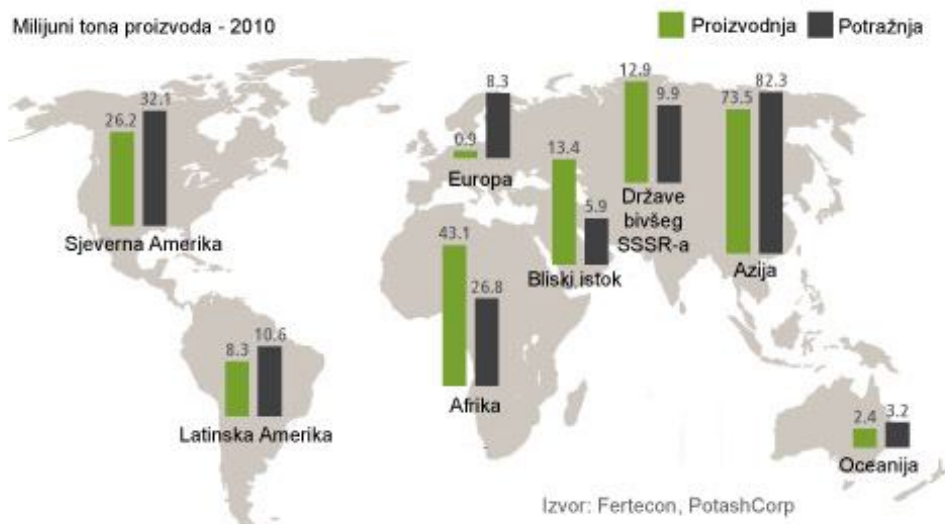 Milijuni tona proizvoda - 2010
Proizvodnja
Potražnja
26.2
32.1
Sjeverna Amerika
8.3
10.6
Latinska Amerika
0.9
8.3
Europa
43.1
26.8
Afrika
13.4
5.9
Bliski istok
12.9
9.9
Države
bivšeg
SSSR-a
73.5
82.3
Azija
2.4
3.2
Oceanija
Izvor: Fertecon, PotashCorp